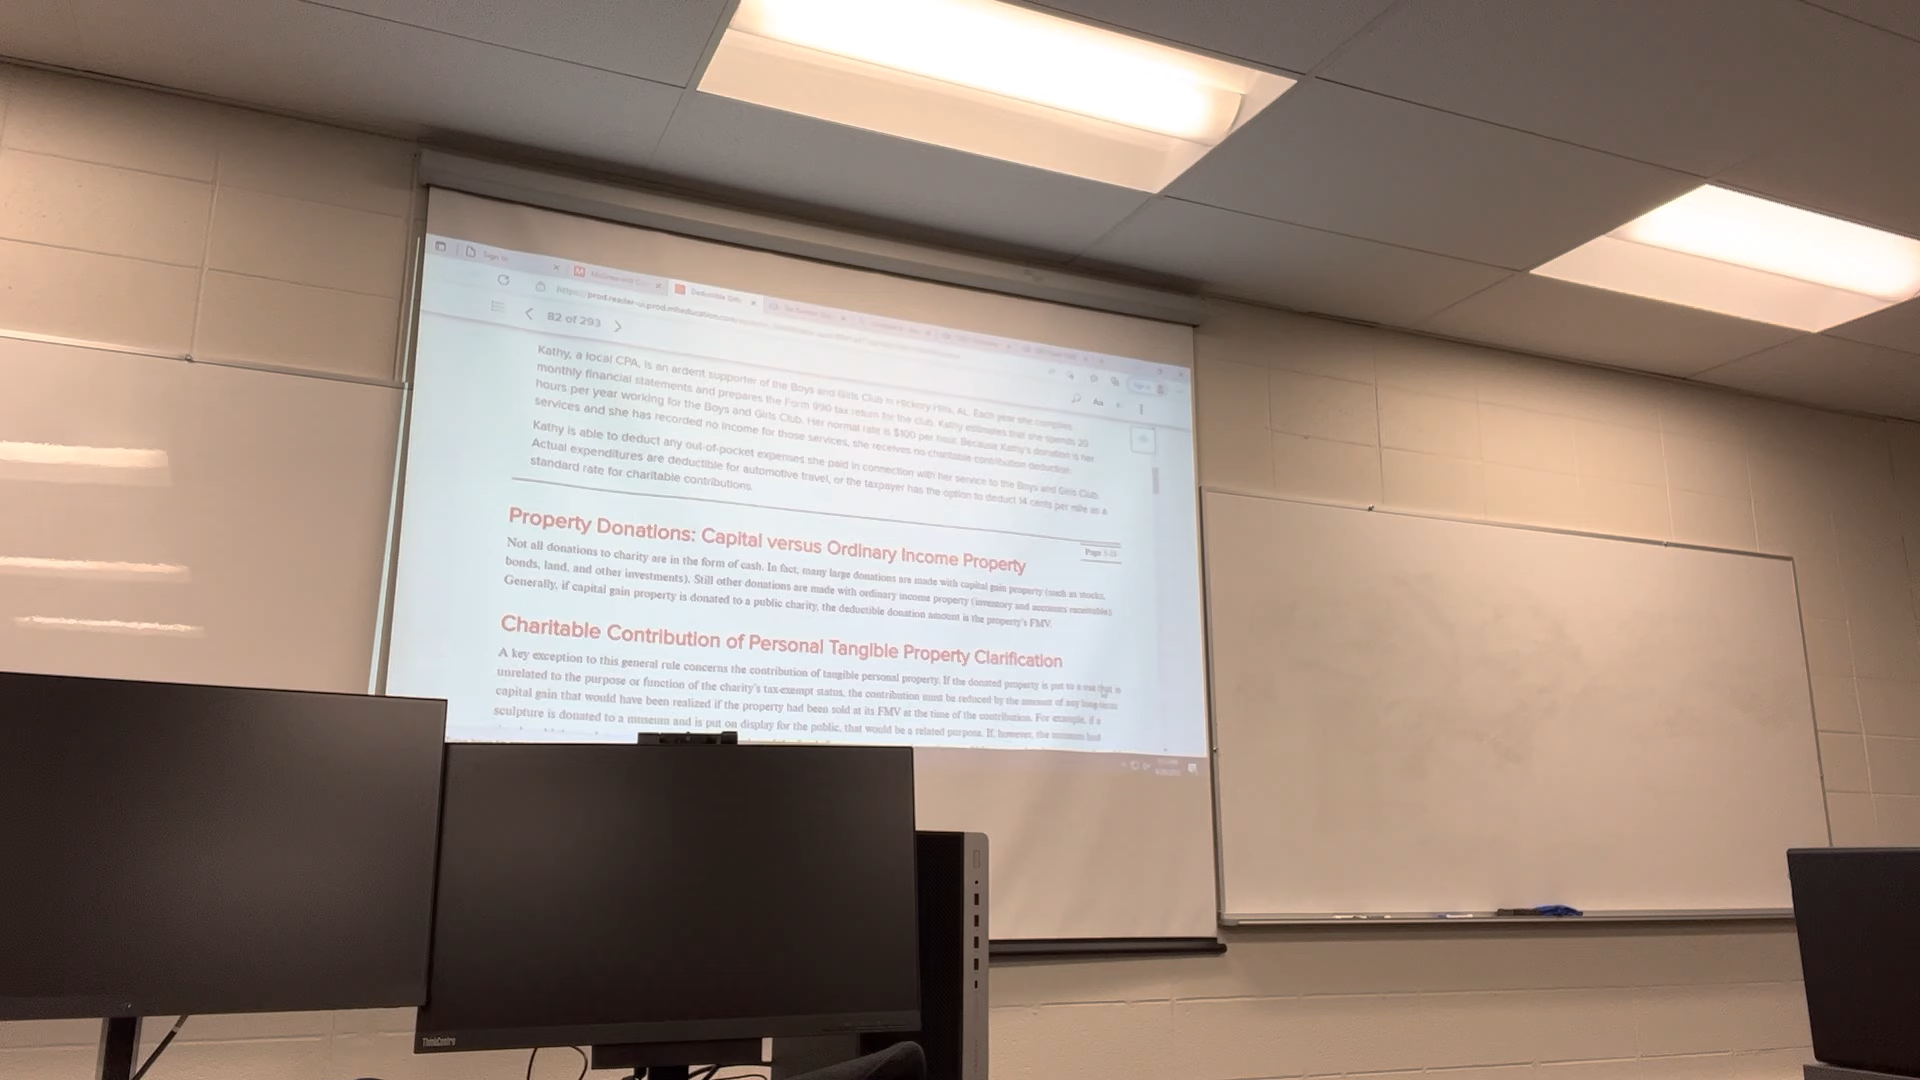 Sign In
McGraw-Hill
Deductible Gifts
https://prod.reader-ui.prod.mheducation.com
82 of 293
Aa
Kathy, a local CPA, is an ardent supporter of the Boys and Girls Club in Hickory Hills, AL. Each year she compiles
monthly financial statements and prepares the Form 990 tax return for the club. Kathy estimates that she spends 20
hours per year working for the Boys and Girls Club. Her normal rate is $100 per hour. Because Kathy's donation is her
services and she has recorded no income for those services, she receives no charitable contribution deduction.
Kathy is able to deduct any out-of-pocket expenses she paid in connection with her service to the Boys and Girls Club.
Actual expenditures are deductible for automotive travel, or the taxpayer has the option to deduct 14 cents per mile as a
standard rate for charitable contributions.
Page
Property Donations: Capital versus Ordinary Income Property
Not all donations to charity are in the form of cash. In fact, many large donations are made with capital gain property (such as stocks,
bonds, land, and other investments). Still other donations are made with ordinary income property (inventory and accounts receivable).
Generally, if capital gain property is donated to a public charity, the deductible donation amount is the property's FMV.
Charitable Contribution of Personal Tangible Property Clarification
A key exception to this general rule concerns the contribution of tangible personal property. If the donated property is put to a use that is
unrelated to the purpose or function of the charity's tax-exempt status, the contribution must be reduced by the amount of any long-term
capital gain that would have been realized if the property had been sold at its FMV at the time of the contribution. For example, if a
sculpture is donated to a museum and is put on display for the public, that would be a related purpose. If, however, the museum had
ThinkCentre